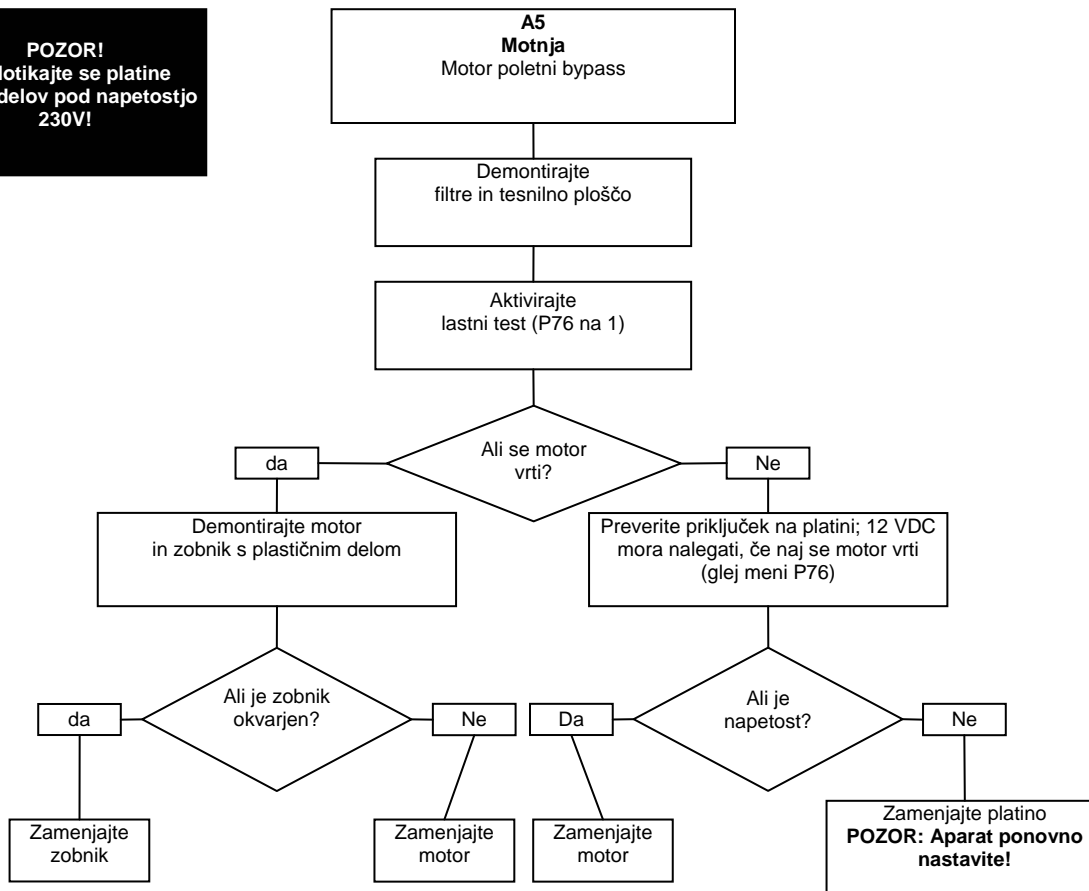 POZOR!
se platine
delov pod napetostjo
230V!
A5
Motnja
Motor poletni bypass
Demontirajte
filtre in tesnilno ploščo
Aktivirajte
lastni test (P76 na 1)
Ali se motor
vrti?
da
Ne
Demontirajte motor
in zobnik s plastičnim delom
Preverite priključek na platini; 12 VDC
mora nalegati, če naj se motor vrti
(glej meni P76)
Ali je zobnik
okvarjen?
da
Ne
Ali je
napetost?
Da
Ne
Zamenjajte
zobnik
Zamenjajte
motor
Zamenjajte
motor
Zamenjajte platino
POZOR: Aparat ponovno
nastavite!